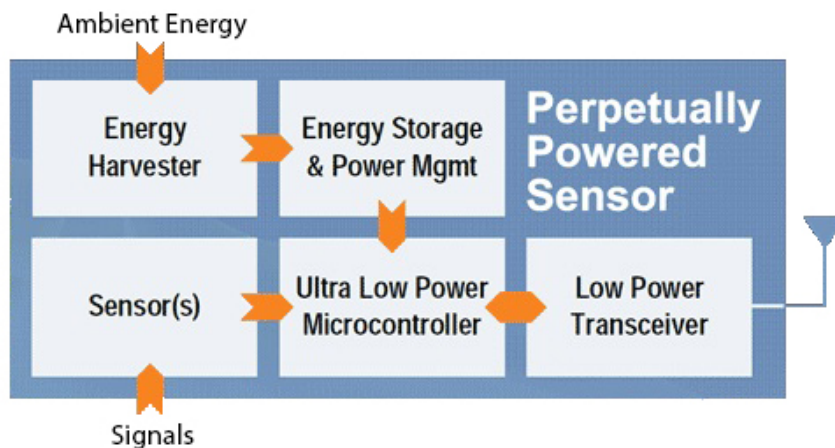 Ambient Energy
Energy
Harvester
Energy Storage
& Power Mgmt
Perpetually
Powered
Sensor
Sensor(s)
Ultra Low Power
Microcontroller
Low Power
Transceiver
Signals